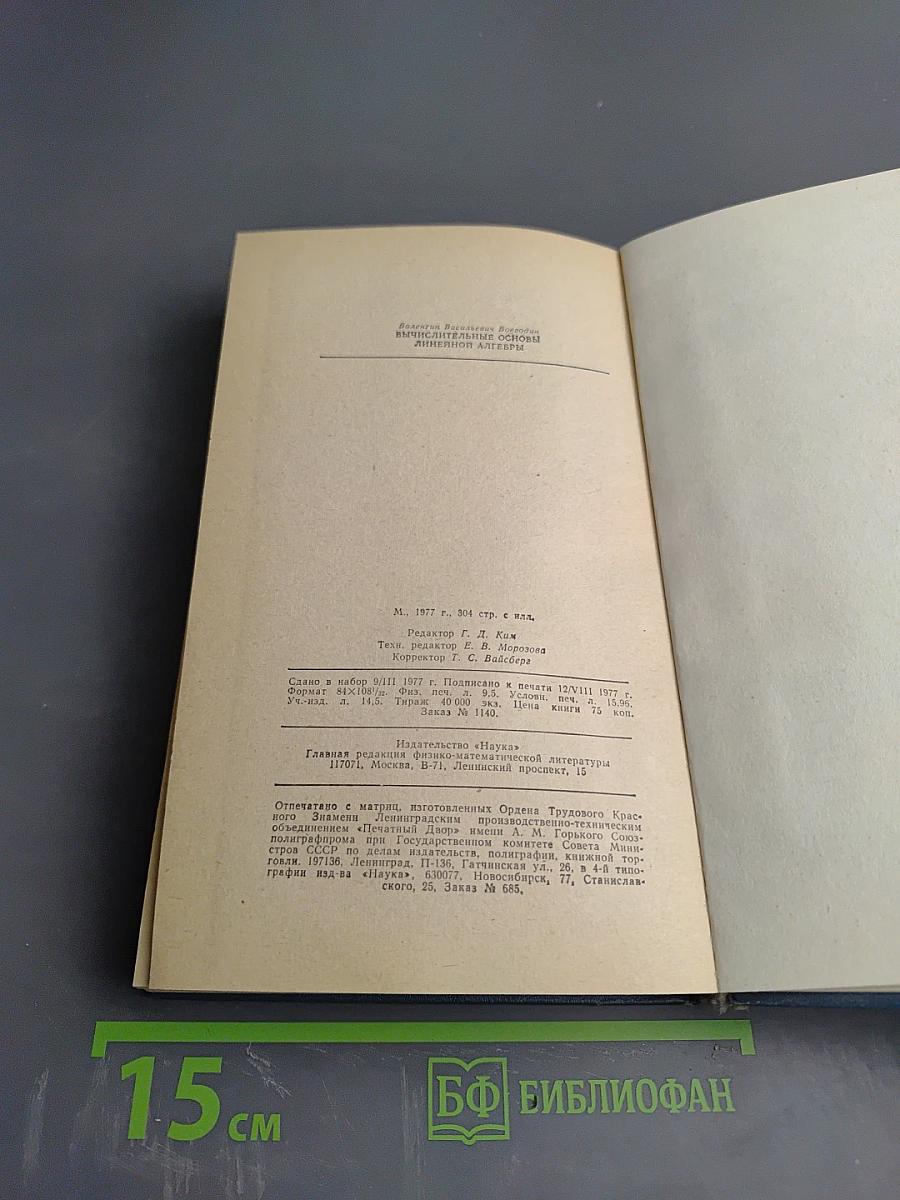 Валентин Васильевич Воеводин
ВЫЧИСЛИТЕЛЬНЫЕ ОСНОВЫ
ЛИНЕЙНОЙ АЛГЕБРЫ
М., 1977 г., 304 стр. с илл.
Редактор Г. Д. Ким
Техн. редактор Е. В. Морозова
Корректор Т. С. Вайсберг
Сдано в набор 9/III 1977 г. Подписано к печати 12/VIII 1977 г.
Формат 84×108¹/₃₂. Физ. печ. л. 9,5. Условн. печ. л. 15,96.
Уч.-изд. л. 14,5. Тираж 40 000 экз. Цена книги 75 коп.
Заказ № 1140.
Издательство «Наука»
Главная редакция физико-математической литературы
117071, Москва, В-71, Ленинский проспект, 15
Отпечатано с матриц, изготовленных Ордена Трудового Крас-
ного Знамени Ленинградским производственно-техническим
объединением «Печатный Двор» имени А. М. Горького Союз-
полиграфпрома при Государственном комитете Совета Мини-
стров СССР по делам издательств, полиграфии, книжной тор-
говли. 197136, Ленинград, П-136, Гатчинская ул., 26, в 4-й типо-
графии изд-ва «Наука», 630077, Новосибирск, 77, Станислав-
ского, 25, Заказ № 685.
15 см
БФ БИБЛИОФАН